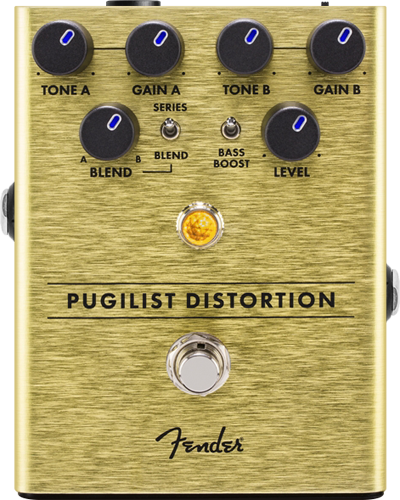 TONE A GAIN A TONE B GAIN B
SERIES
A B BLEND BASS
BOOST
BLEND LEVEL
PUGILIST DISTORTION
Fender